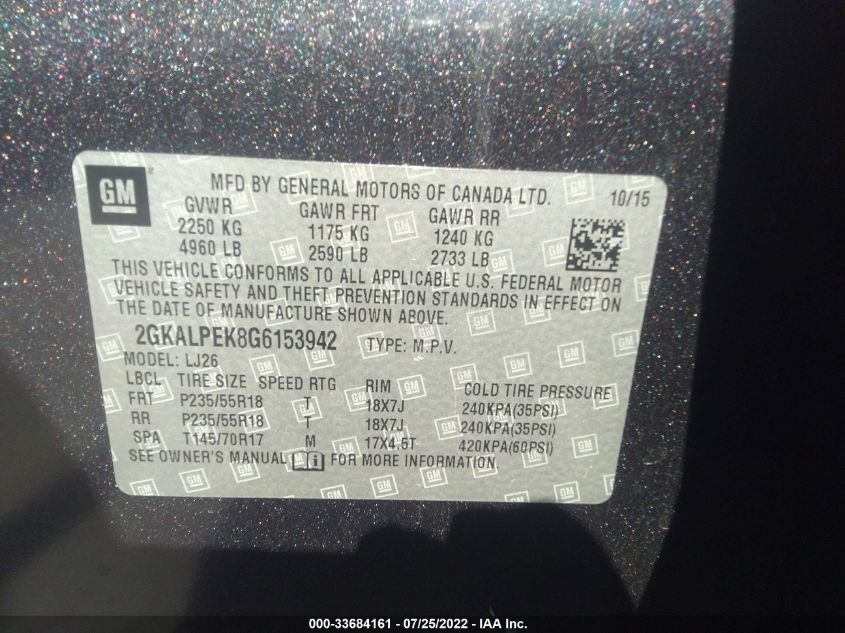 GM
MFD BY GENERAL MOTORS OF CANADA LTD. 10/15
GVWR GAWR FRT GAWR RR
2250 KG 1175 KG 1240 KG
4960 LB 2590 LB 2733 LB
THIS VEHICLE CONFORMS TO ALL APPLICABLE U.S. FEDERAL MOTOR
VEHICLE SAFETY AND THEFT PREVENTION STANDARDS IN EFFECT ON
THE DATE OF MANUFACTURE SHOWN ABOVE.
2GKALPEK8G6153942 TYPE: M.P.V.
MODEL: LJ26
LBCL TIRE SIZE SPEED RTG RIM COLD TIRE PRESSURE
FRT P235/55R18 T 18X7J 240KPA(35PSI)
RR P235/55R18 T 18X7J 240KPA(35PSI)
SPA T145/70R17 M 17X4.5T 420KPA(60PSI)
SEE OWNER'S MANUAL FOR MORE INFORMATION.
000-33684161 - 07/25/2022 - IAA Inc.